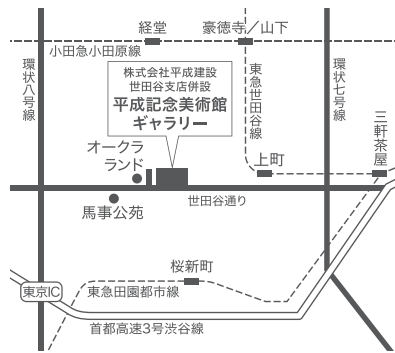 経堂
豪徳寺／山下
小田急小田原線
環状八号線
株式会社平成建設
世田谷支店併設
平成記念美術館
ギャラリー
東急世田谷線
環状七号線
三軒茶屋
オークラ
ランド
上町
世田谷通り
馬事公苑
桜新町
東京IC
東急田園都市線
首都高速3号渋谷線